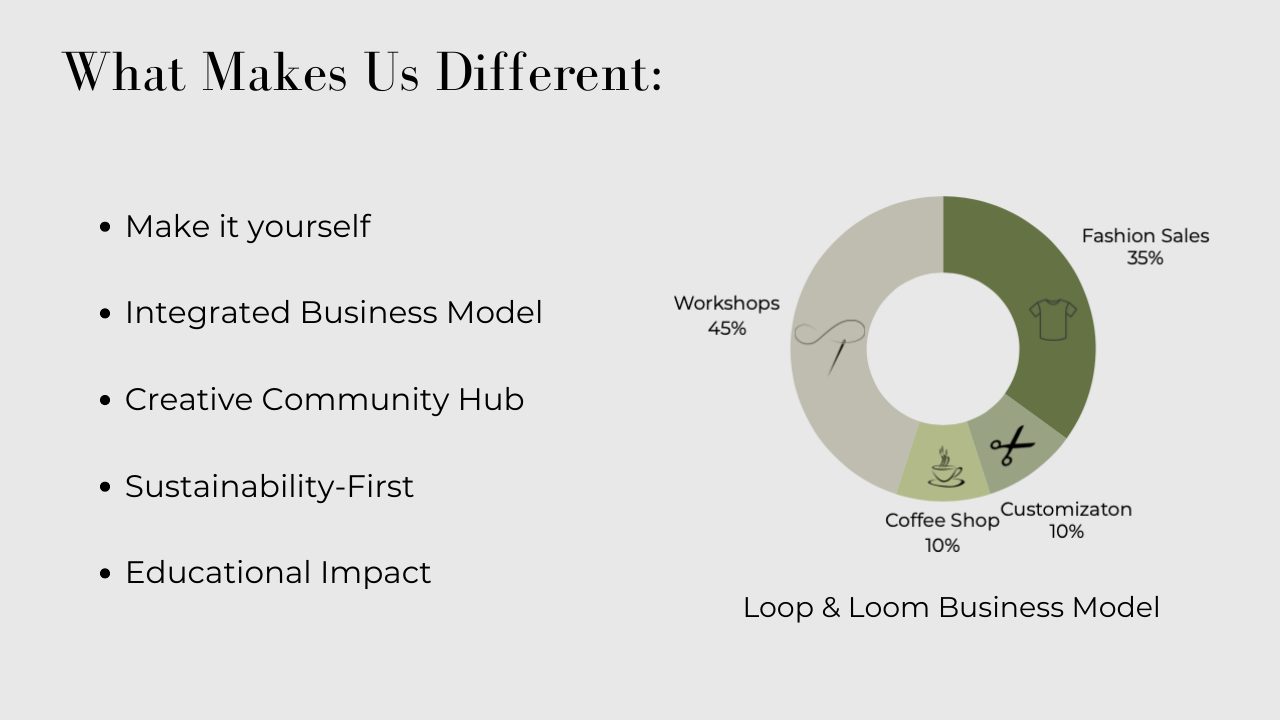 What Makes Us Different:
Make it yourself
Integrated Business Model
Creative Community Hub
Sustainability-First
Educational Impact
Fashion Sales
35%
Workshops
45%
Customizaton
10%
Coffee Shop
10%
Loop & Loom Business Model